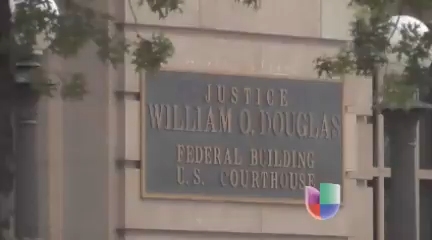 JUSTICE
WILLIAM O. DOUGLAS
FEDERAL BUILDING
U.S. COURTHOUSE